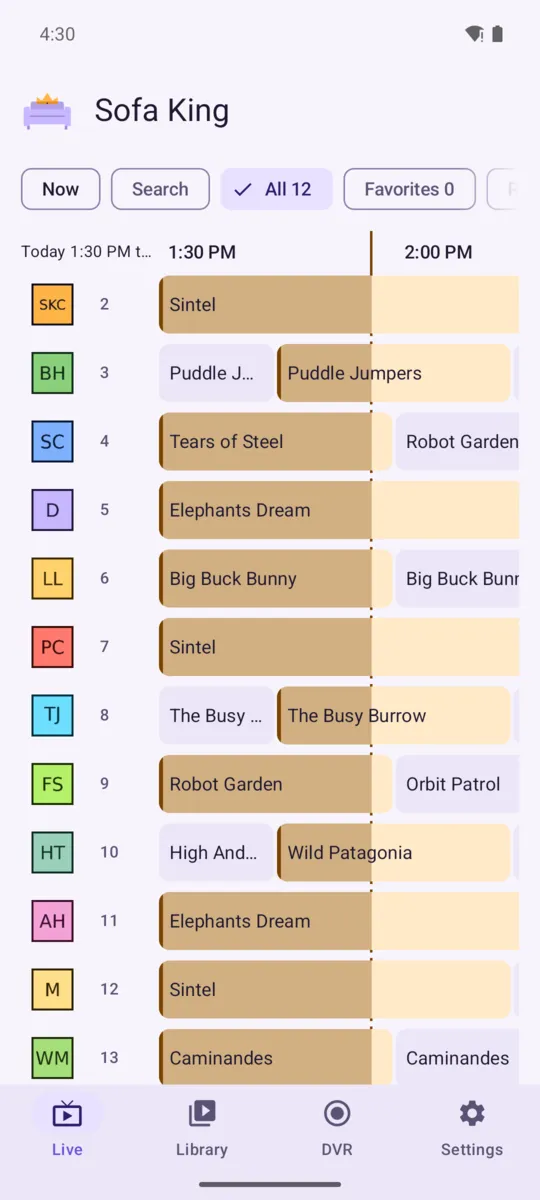 4:30
Sofa King
Now
Search
All 12
Favorites 0
Today 1:30 PM t…
1:30 PM
2:00 PM
SKC
2
Sintel
BH
3
Puddle J…
Puddle Jumpers
SC
4
Tears of Steel
Robot Garden
D
5
Elephants Dream
LL
6
Big Buck Bunny
Big Buck Bunn
PC
7
Sintel
TJ
8
The Busy …
The Busy Burrow
FS
9
Robot Garden
Orbit Patrol
HT
10
High And…
Wild Patagonia
AH
11
Elephants Dream
M
12
Sintel
WM
13
Caminandes
Caminandes
Live
Library
DVR
Settings